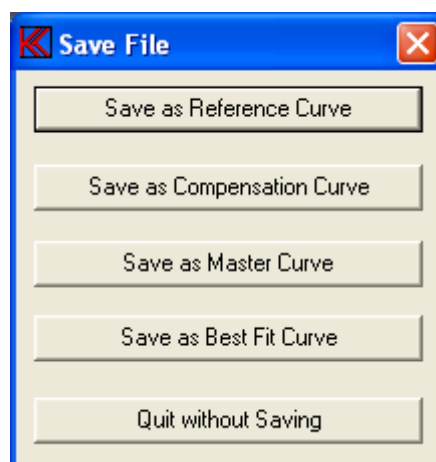 Save File
Save as Reference Curve
Save as Compensation Curve
Save as Master Curve
Save as Best Fit Curve
Quit without Saving